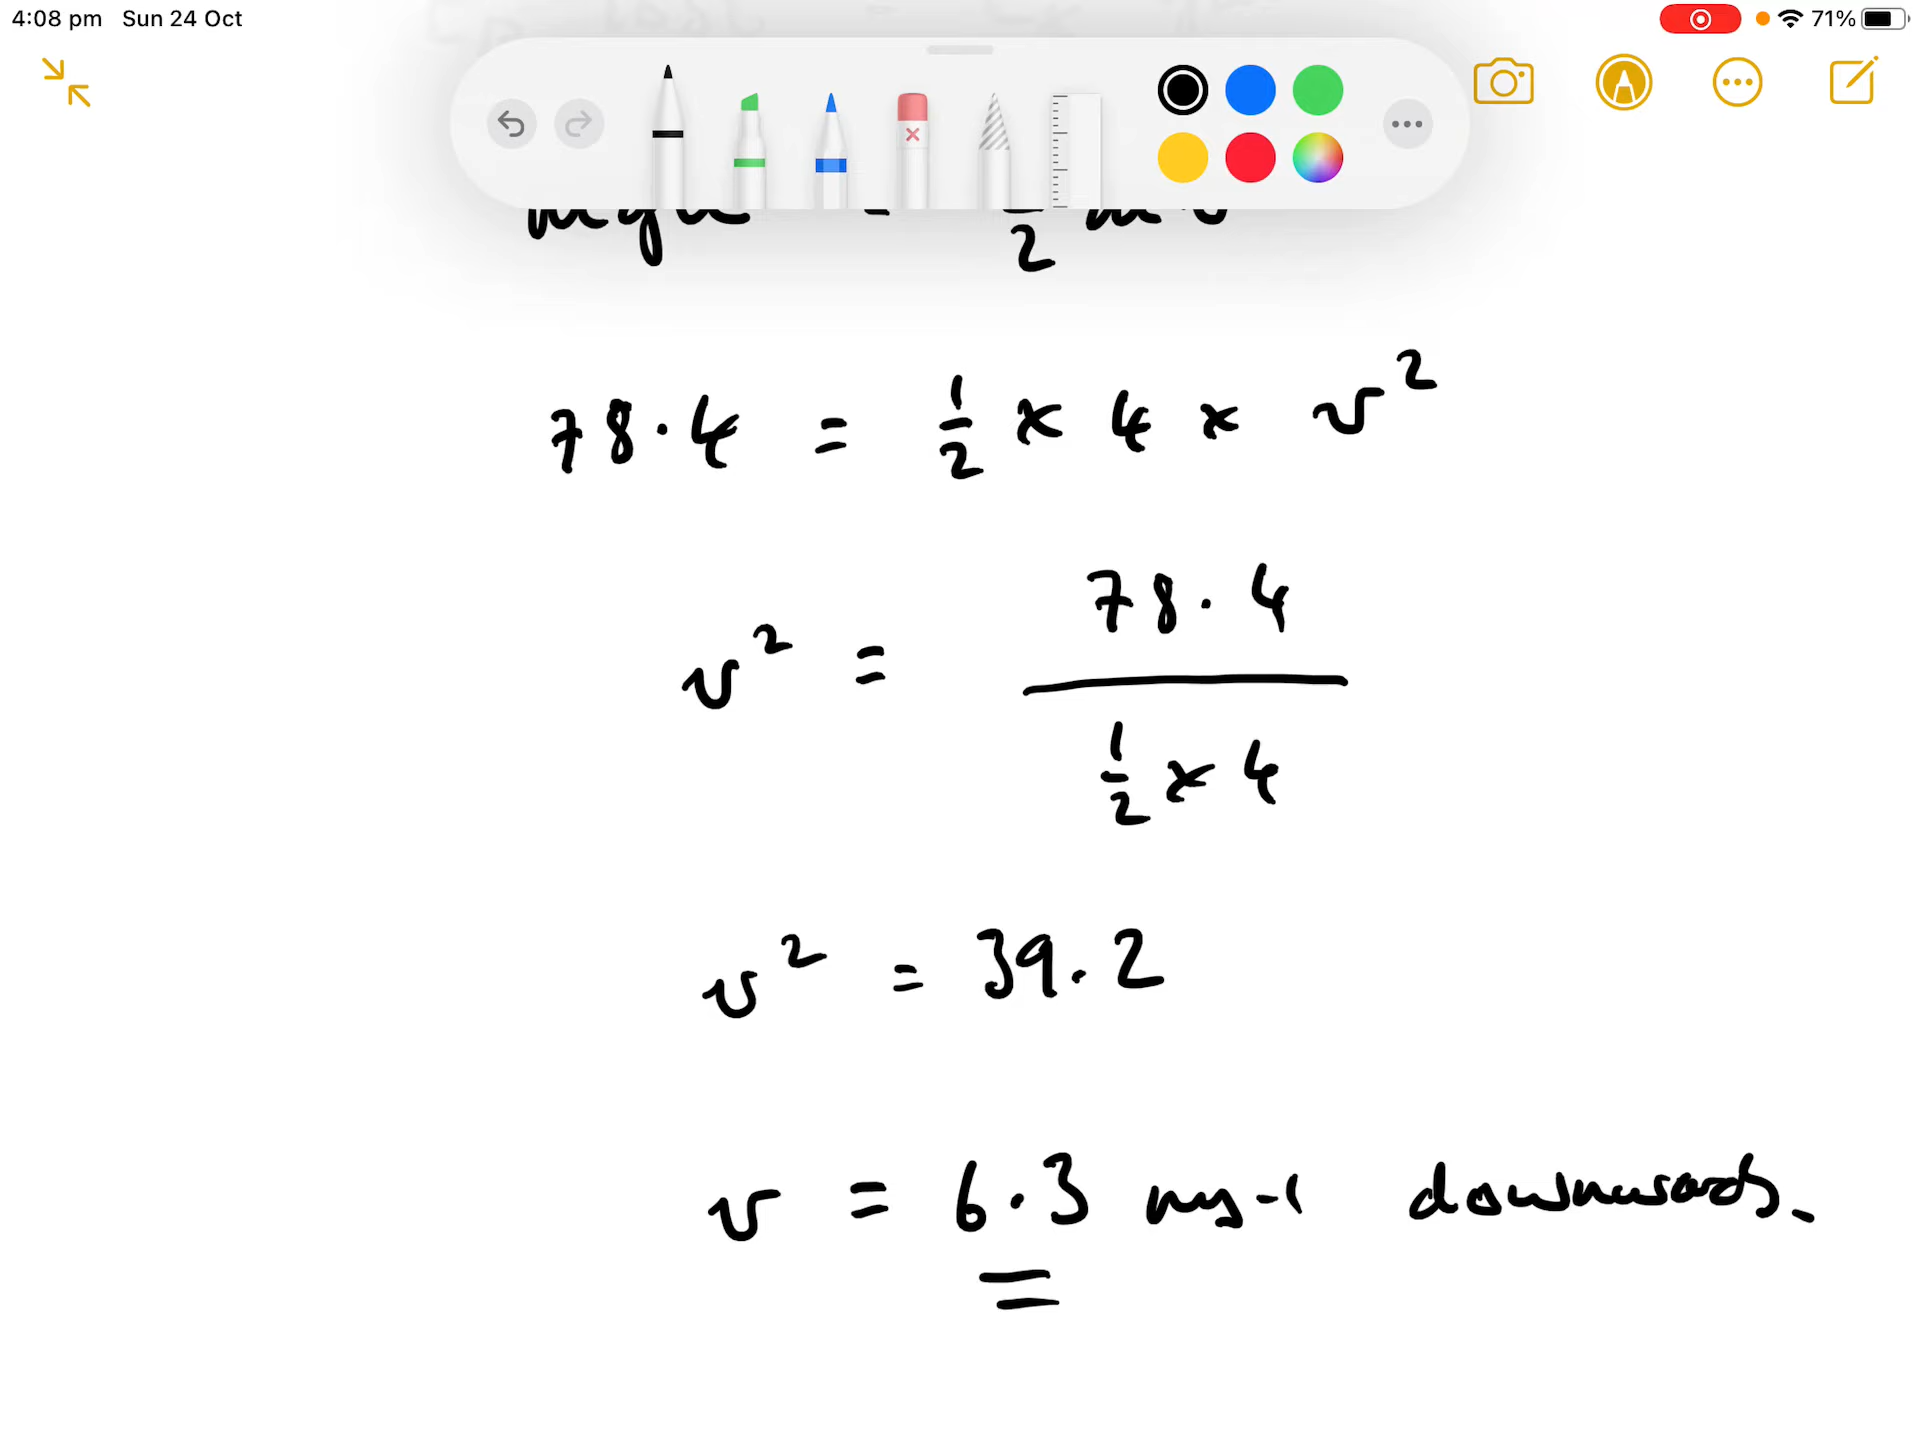 4:08 pm Sun 24 Oct 71%
78.4 = 1/2 × 4 × v²
v² = 78.4 / (1/2 × 4)
v² = 39.2
v = 6.3 ms-1 downwards.